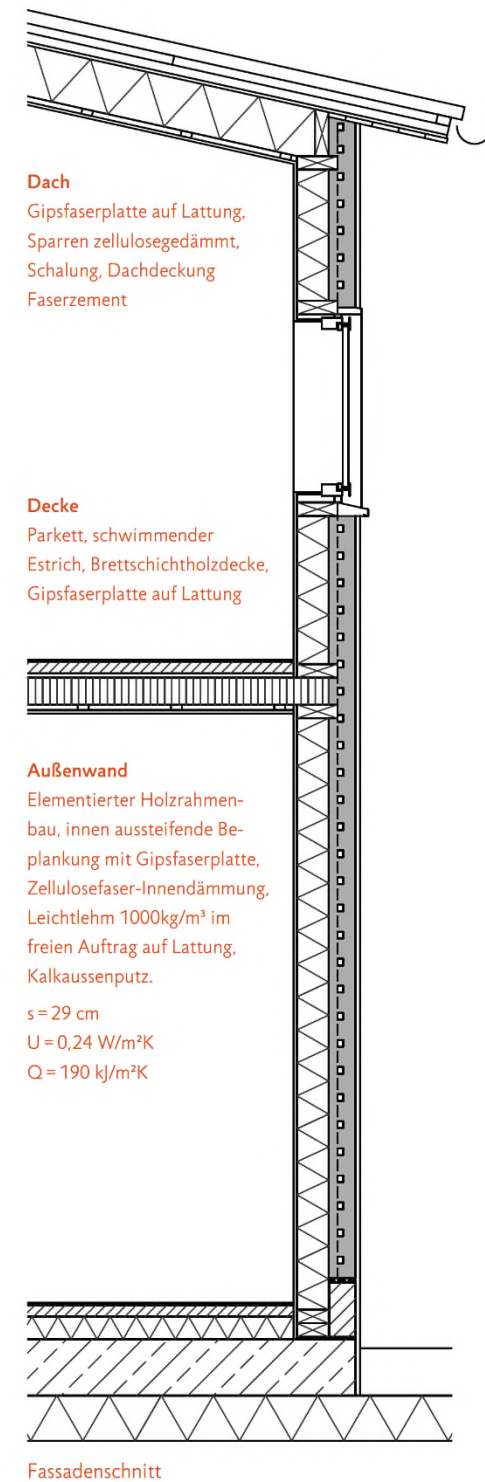 Dach
Gipsfaserplatte auf Lattung,
Sparren zellulosegedämmt,
Schalung, Dachdeckung
Faserzement
Decke
Parkett, schwimmender
Estrich, Brettschichtholzdecke,
Gipsfaserplatte auf Lattung
Außenwand
Elementierter Holzrahmen-
bau, innen aussteifende Be-
plankung mit Gipsfaserplatte,
Zellulosefaser-Innendämmung,
Leichtlehm 1000kg/m³ im
freien Auftrag auf Lattung,
Kalkaussenputz.
s = 29 cm
U = 0,24 W/m²K
Q = 190 kJ/m²K
Fassadenschnitt